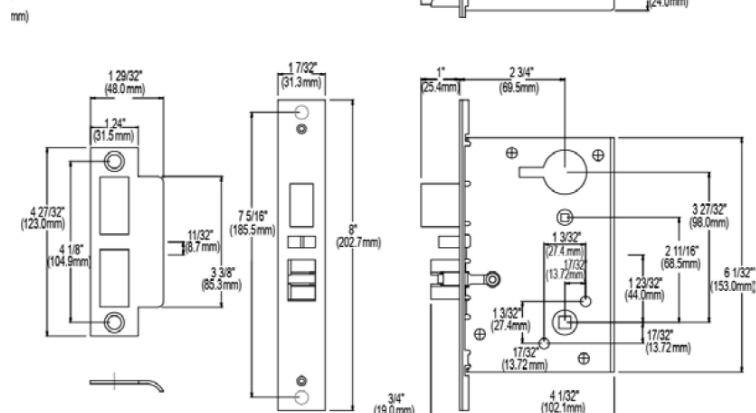 mm)
(24.0mm)
1 29/32"
(48.0mm)
1.24"
(31.5mm)
4 27/32"
(123.0mm)
4 1/8"
(104.9mm)
11/32"
(8.7mm)
3 3/8"
(85.3mm)
1 7/32"
(31.3mm)
7 5/16"
(185.5mm)
8"
(202.7mm)
1"
(25.4mm)
2 3/4"
(69.5mm)
3 27/32"
(98.0mm)
2 11/16"
(68.5mm)
6 1/32"
(153.0mm)
1 3/32"
(27.4mm)
17/32"
(13.72mm)
1 23/32"
(44.0mm)
1 3/32"
(27.4mm)
17/32"
(13.72mm)
17/32"
(13.72mm)
3/4"
(19.0mm)
4 1/32"
(102.1mm)